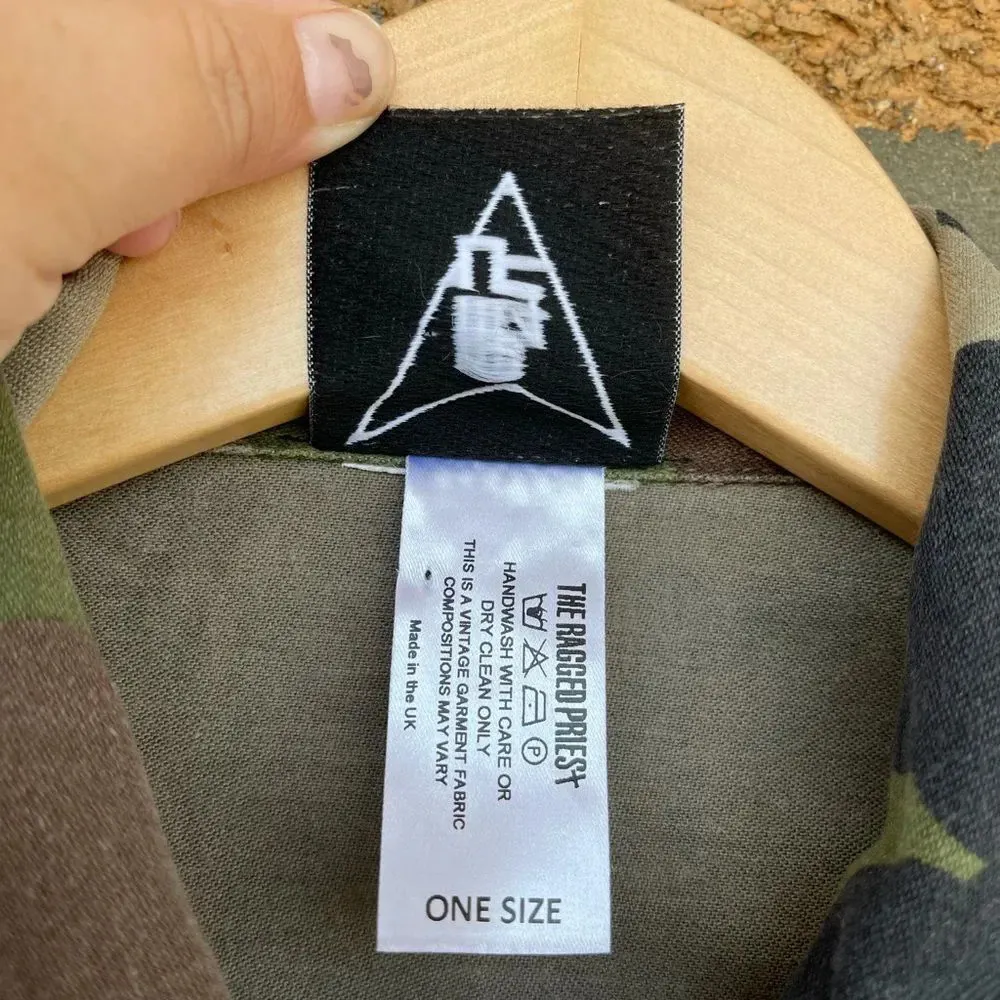 THE RAGGED PRIEST
P
HANDWASH WITH CARE OR
DRY CLEAN ONLY
THIS IS A VINTAGE GARMENT FABRIC
COMPOSITIONS MAY VARY
Made in the UK
ONE SIZE